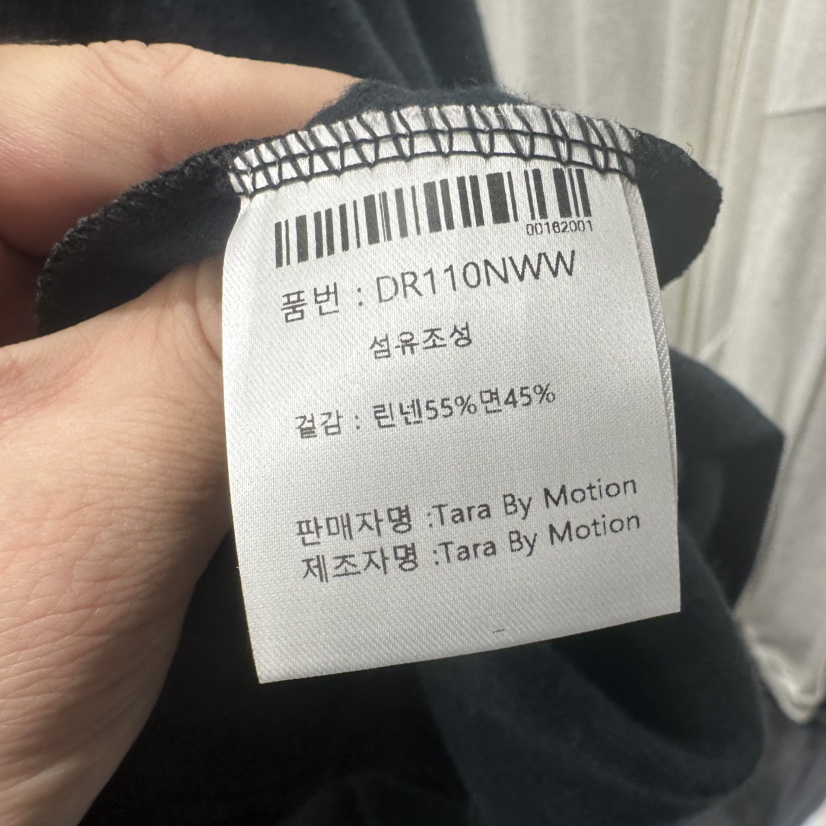 00162001
품번 : DR110NWW
섬유조성
겉감 : 린넨55%면45%
판매자명 :Tara By Motion
제조자명 :Tara By Motion